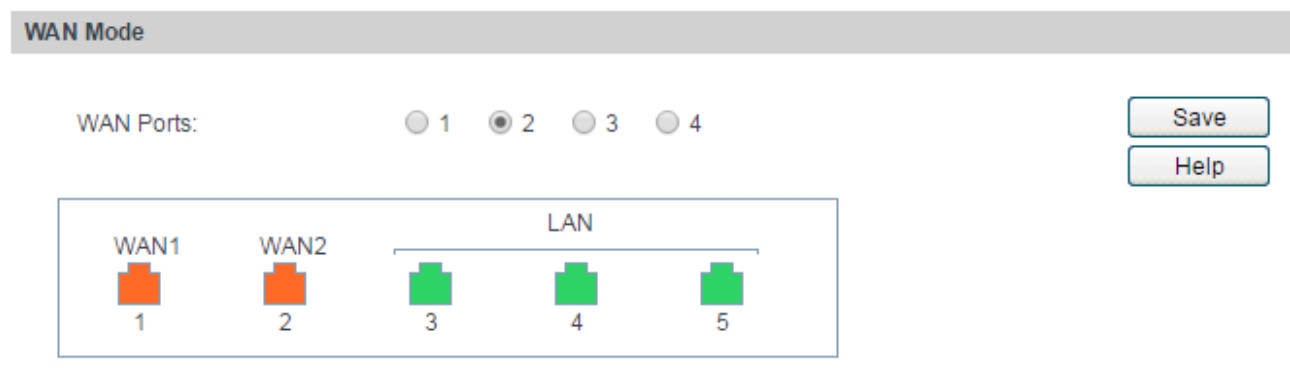 WAN Mode
WAN Ports: 1 2 3 4
Save
Help
LAN
WAN1 WAN2
1 2 3 4 5